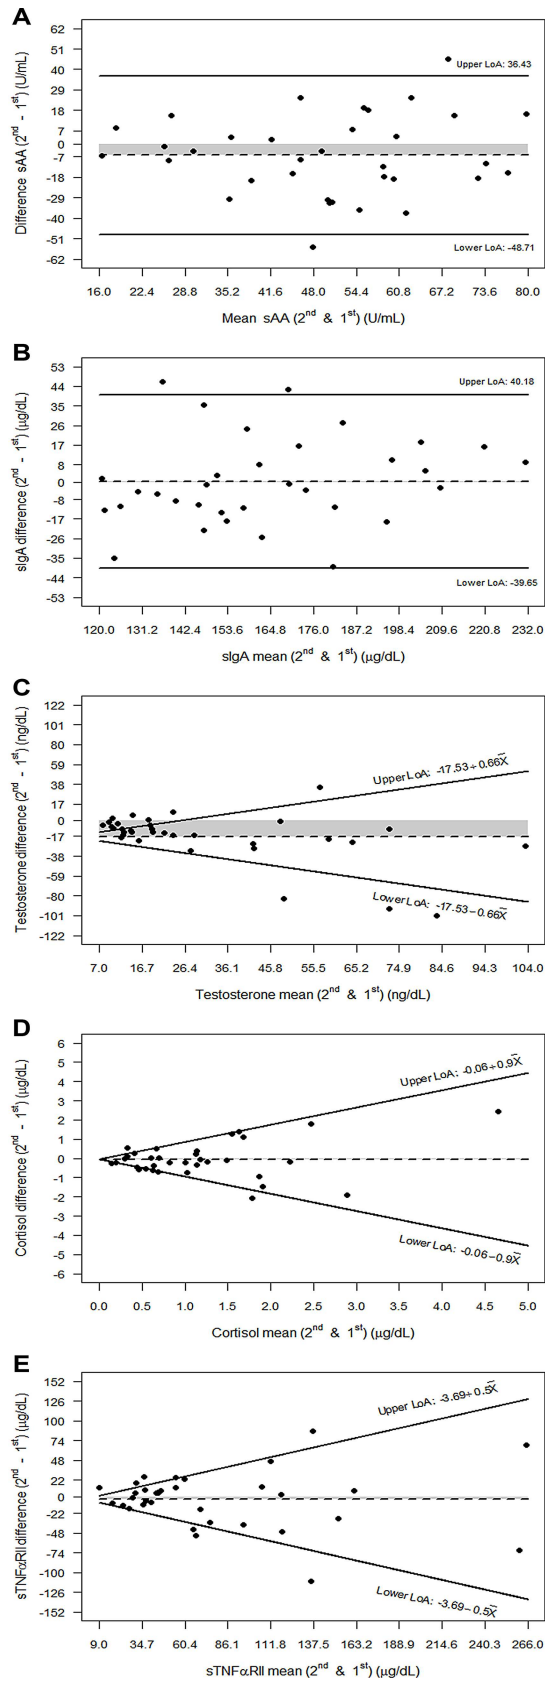 A
Difference sAA (2nd - 1st) (U/mL)
62
51
40
29
18
7
0
-7
-18
-29
-40
-51
-62
Upper LoA: 36.43
Lower LoA: -48.71
16.0 22.4 28.8 35.2 41.6 48.0 54.4 60.8 67.2 73.6 80.0
Mean sAA (2nd & 1st) (U/mL)
B
sIgA difference (2nd - 1st) (µg/dL)
53
44
35
26
17
8
0
-8
-17
-26
-35
-44
-53
Upper LoA: 40.18
Lower LoA: -39.65
120.0 131.2 142.4 153.6 164.8 176.0 187.2 198.4 209.6 220.8 232.0
sIgA mean (2nd & 1st) (µg/dL)
C
Testosterone difference (2nd - 1st) (ng/dL)
122
101
80
59
38
17
0
-17
-38
-59
-80
-101
-122
Upper LoA: -17.53+0.66X̅
Lower LoA: -17.53-0.66X̅
7.0 16.7 26.4 36.1 45.8 55.5 65.2 74.9 84.6 94.3 104.0
Testosterone mean (2nd & 1st) (ng/dL)
D
Cortisol difference (2nd - 1st) (µg/dL)
6
5
4
3
2
1
0
-1
-2
-3
-4
-5
-6
Upper LoA: -0.06+0.9X̅
Lower LoA: -0.06-0.9X̅
0.0 0.5 1.0 1.5 2.0 2.5 3.0 3.5 4.0 4.5 5.0
Cortisol mean (2nd & 1st) (µg/dL)
E
sTNFαRII difference (2nd - 1st) (µg/dL)
152
126
100
74
48
22
0
-22
-48
-74
-100
-126
-152
Upper LoA: -3.69+0.5X̅
Lower LoA: -3.69-0.5X̅
9.0 34.7 60.4 86.1 111.8 137.5 163.2 188.9 214.6 240.3 266.0
sTNFαRII mean (2nd & 1st) (µg/dL)